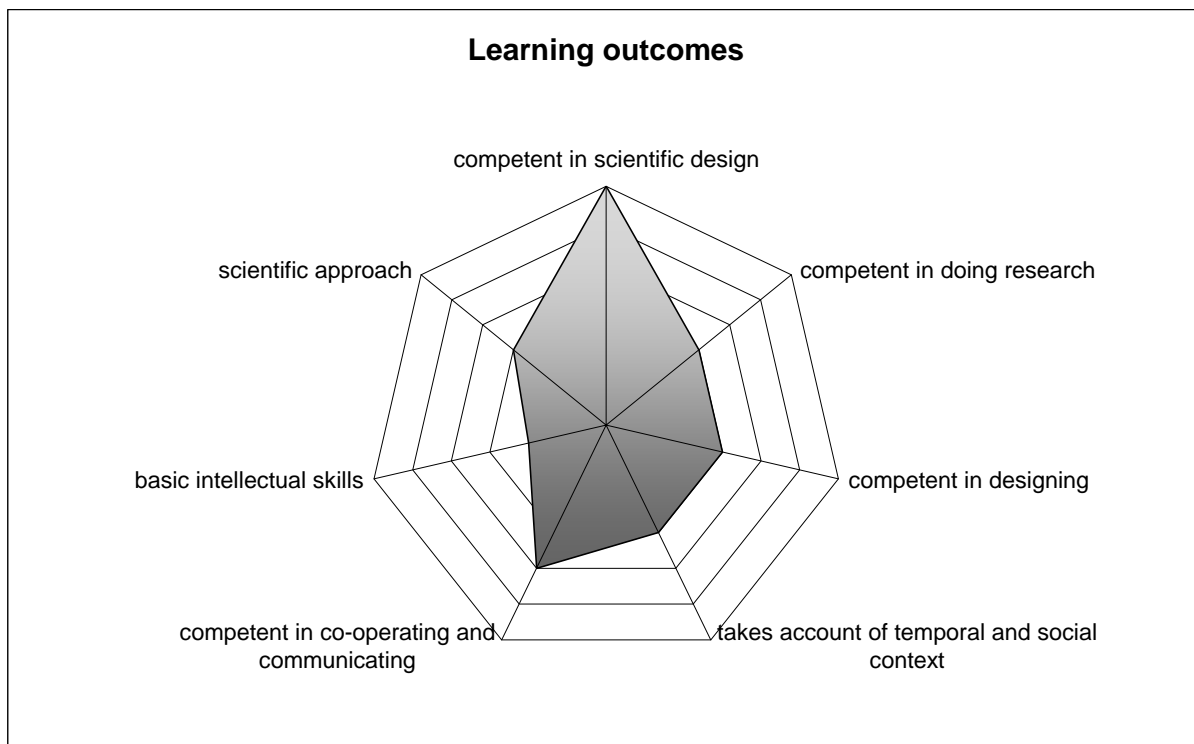 Learning outcomes
competent in scientific design
scientific approach
competent in doing research
basic intellectual skills
competent in designing
competent in co-operating and
communicating
takes account of temporal and social
context